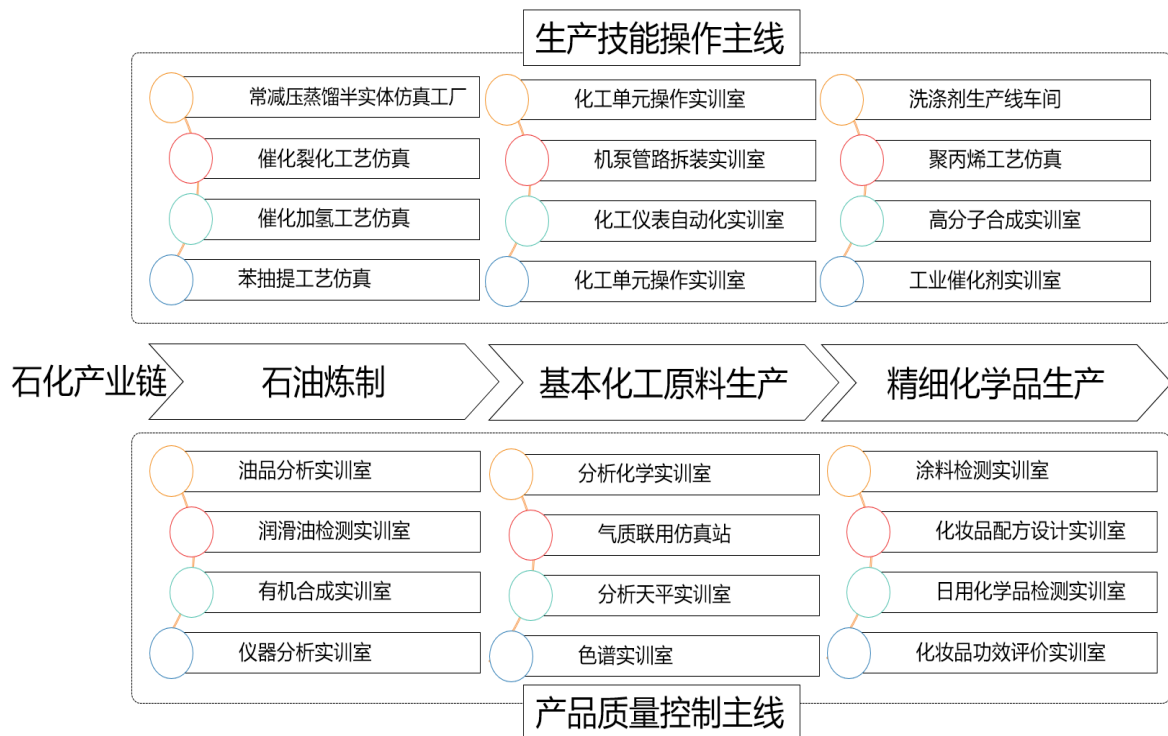 生产技能操作主线
常减压蒸馏半实体仿真工厂
催化裂化工艺仿真
催化加氢工艺仿真
苯抽提工艺仿真
化工单元操作实训室
机泵管路拆装实训室
化工仪表自动化实训室
化工单元操作实训室
洗涤剂生产线车间
聚丙烯工艺仿真
高分子合成实训室
工业催化剂实训室
石化产业链
石油炼制
基本化工原料生产
精细化学品生产
油品分析实训室
润滑油检测实训室
有机合成实训室
仪器分析实训室
分析化学实训室
气质联用仿真站
分析天平实训室
色谱实训室
涂料检测实训室
化妆品配方设计实训室
日用化学品检测实训室
化妆品功效评价实训室
产品质量控制主线